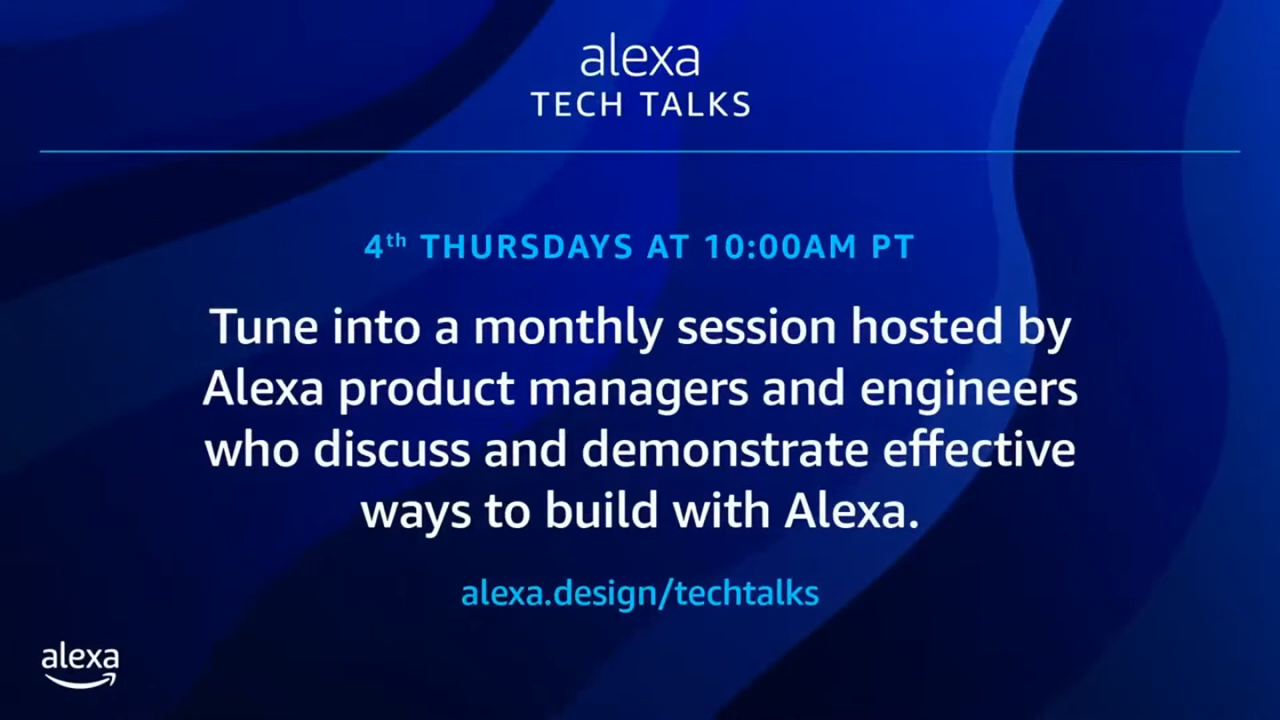 alexa
TECH TALKS
4th THURSDAYS AT 10:00AM PT
Tune into a monthly session hosted by
Alexa product managers and engineers
who discuss and demonstrate effective
ways to build with Alexa.
alexa.design/techtalks
alexa